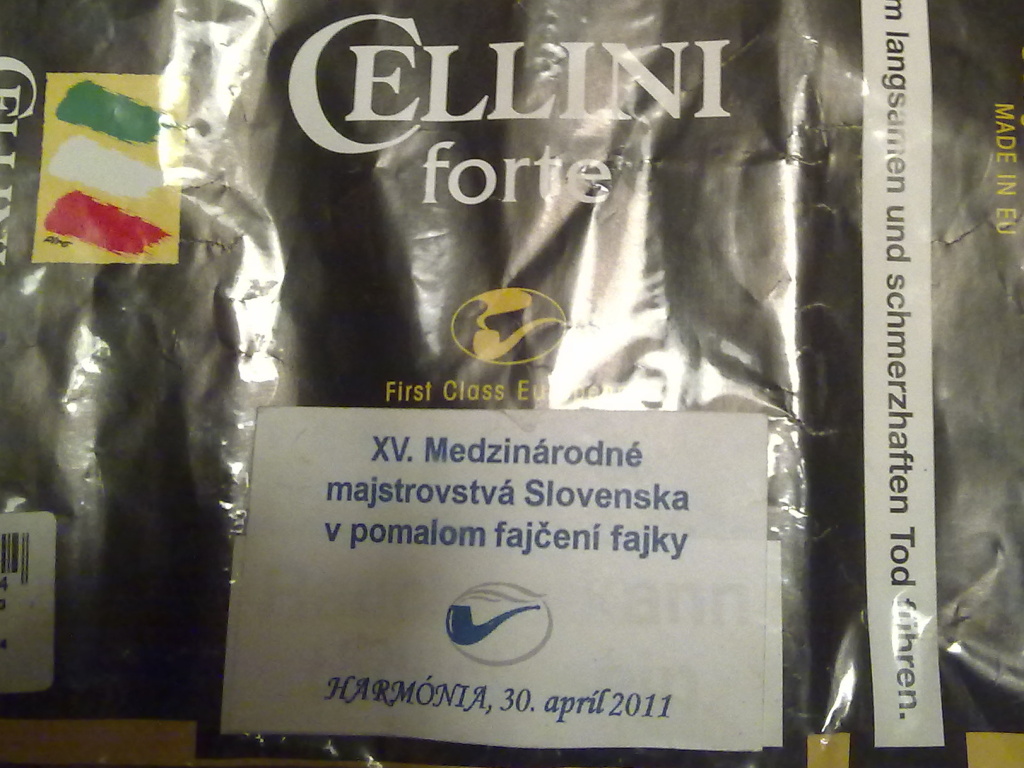 CELLINI
forte
First Class
XV. Medzinárodné
majstrovstvá Slovenska
v pomalom fajčení fajky
HARMÓNIA, 30. apríl 2011
langsamen und schmerzhaften Tod führen.
MADE IN EU